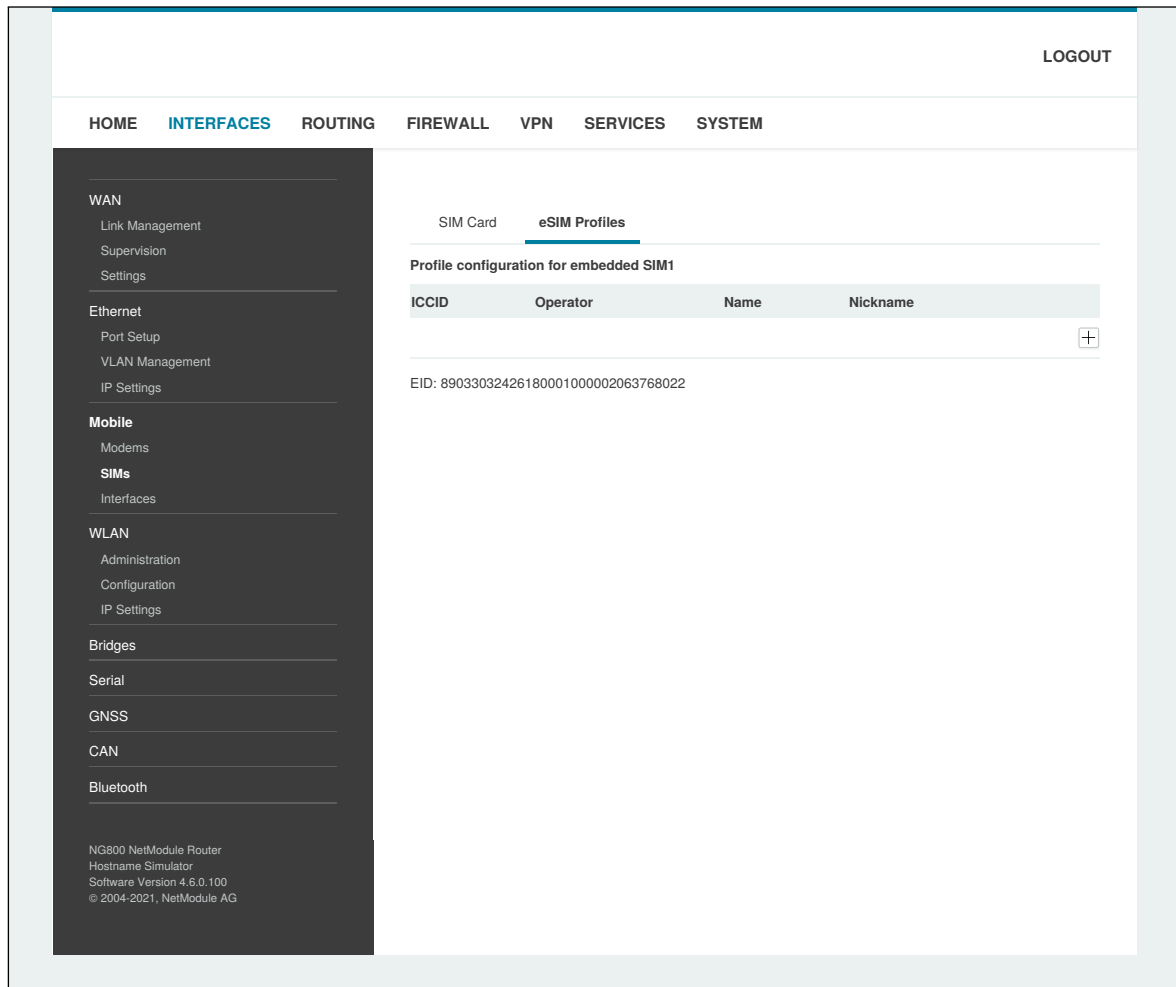 LOGOUT
HOME INTERFACES ROUTING FIREWALL VPN SERVICES SYSTEM
WAN
Link Management
Supervision
Settings
Ethernet
Port Setup
VLAN Management
IP Settings
Mobile
Modems
SIMs
Interfaces
WLAN
Administration
Configuration
IP Settings
Bridges
Serial
GNSS
CAN
Bluetooth
NG800 NetModule Router
Hostname Simulator
Software Version 4.6.0.100
© 2004-2021, NetModule AG
SIM Card eSIM Profiles
Profile configuration for embedded SIM1
ICCID Operator Name Nickname
EID: 89033032426180001000002063768022